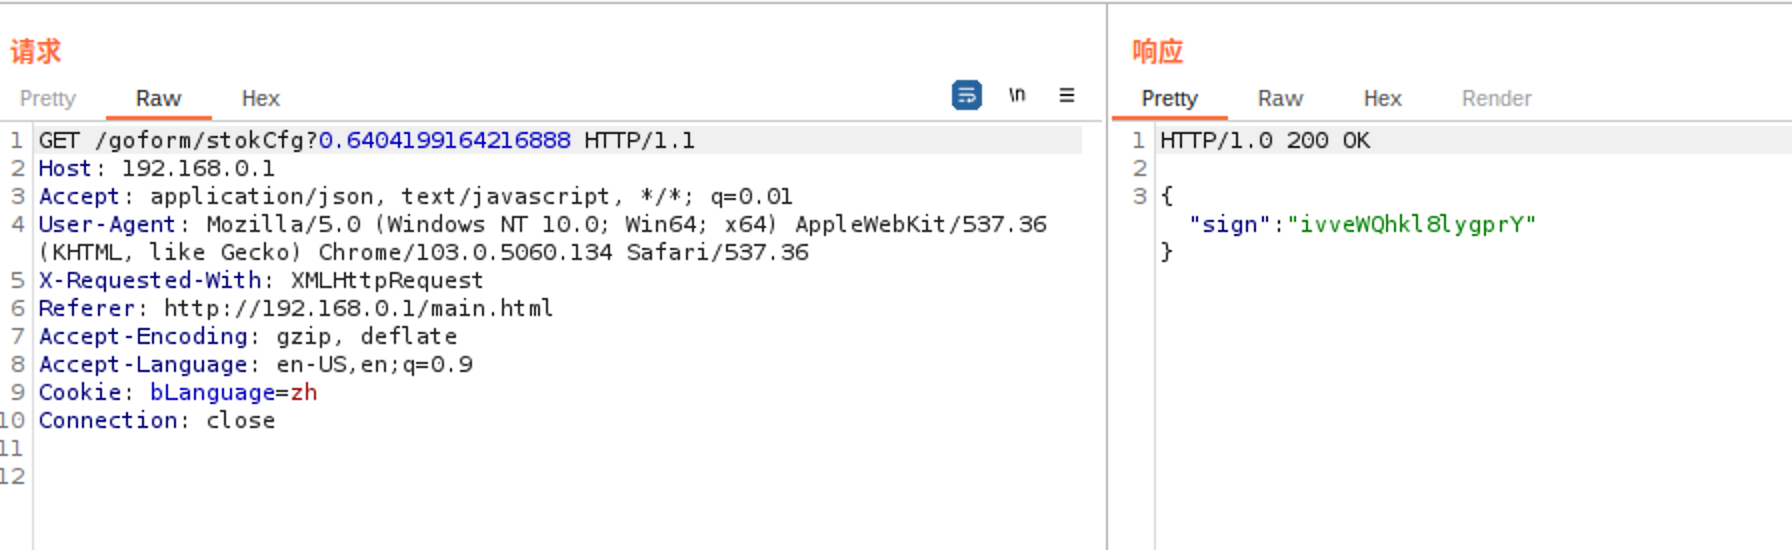 请求
Pretty Raw Hex \n
1 GET /goform/stokCfg?0.6404199164216888 HTTP/1.1
2 Host: 192.168.0.1
3 Accept: application/json, text/javascript, */*; q=0.01
4 User-Agent: Mozilla/5.0 (Windows NT 10.0; Win64; x64) AppleWebKit/537.36
(KHTML, like Gecko) Chrome/103.0.5060.134 Safari/537.36
5 X-Requested-With: XMLHttpRequest
6 Referer: http://192.168.0.1/main.html
7 Accept-Encoding: gzip, deflate
8 Accept-Language: en-US,en;q=0.9
9 Cookie: bLanguage=zh
10 Connection: close
11
12
响应
Pretty Raw Hex Render
1 HTTP/1.0 200 OK
2
3 {
"sign":"ivveWQhkl8lygprY"
}